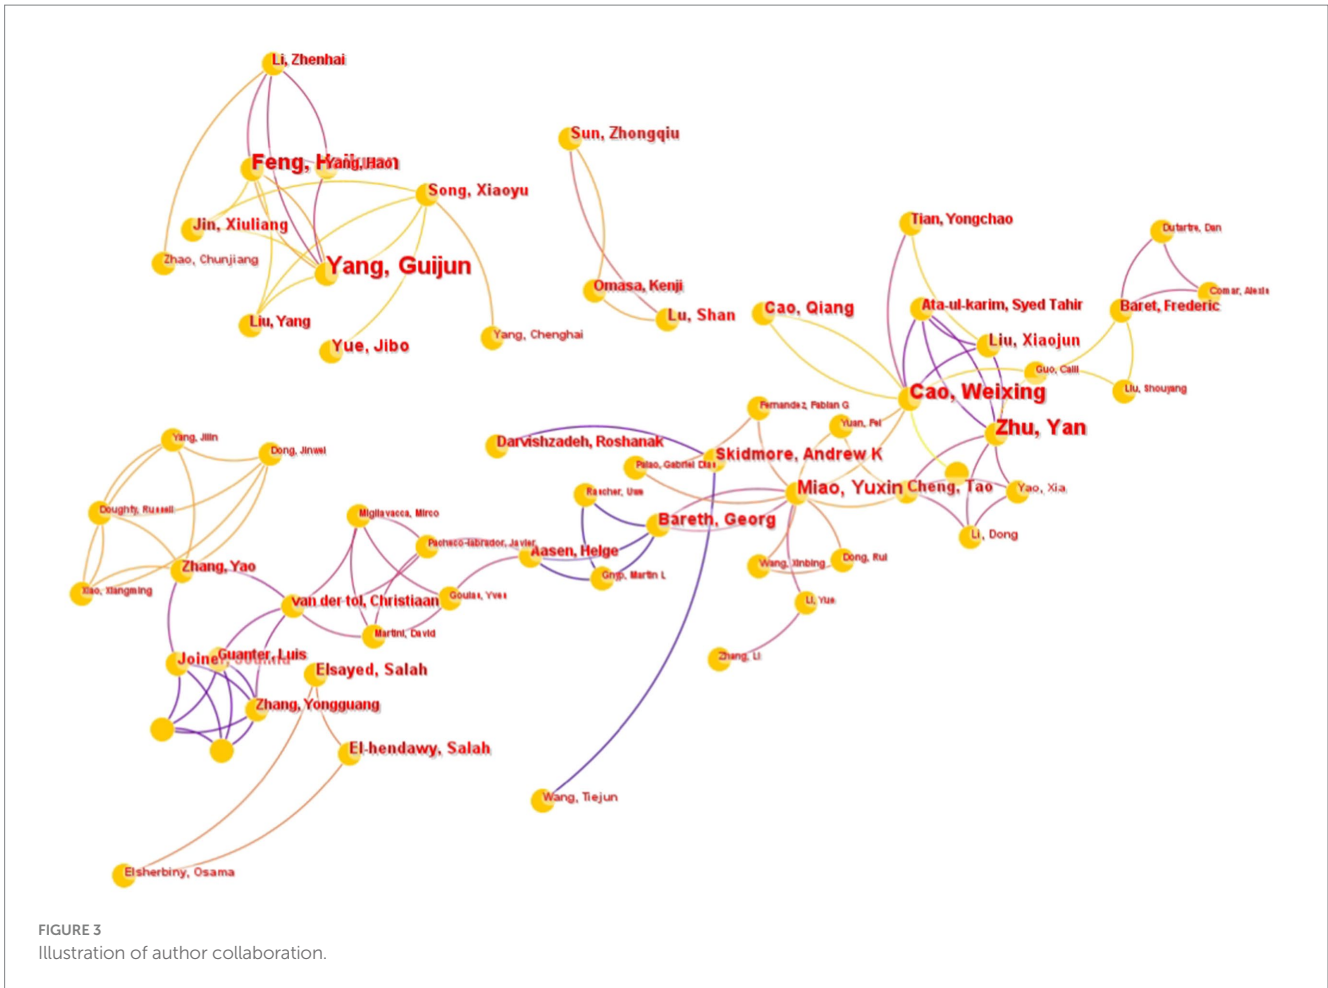 Li, Zhenhai
Sun, Zhongqiu
Feng,
Yang, Hao
Song, Xiaoyu
Jin, Xiuliang
Tian, Yongchao
Dutartre, Dan
Zhao, Chunjiang
Yang, Guijun
Omasa, Kenji
Comar, Alexis
Liu, Yang
Lu, Shan
Cao, Qiang
Ata-ul-karim, Syed Tahir
Baret, Frederic
Yue, Jibo
Yang, Chenghai
Liu, Xiaojun
Guo, Caili
Cao, Weixing
Liu, Shouyang
Fernandez, Fabian G
Yuan, Fei
Zhu, Yan
Yang, Jilin
Dong, Jinwei
Darvishzadeh, Roshanak
Skidmore, Andrew K
Palao, Gabriel Dias
Miao, Yuxin
Cheng, Tao
Yao, Xia
Rascher, Uwe
Doughty, Russell
Migliavacca, Mirco
Bareth, Georg
Li, Dong
Pacheco-labrador, Javier
Aasen, Helge
Zhang, Yao
Gnyp, Martin L
Wang, Xinbing
Dong, Rui
Xiao, Xiangming
van der tol, Christiaan
Goulas, Yves
Li, Yue
Martini, David
Joiner,
Guanter, Luis
Zhang, Li
Elsayed, Salah
Zhang, Yongguang
El-hendawy, Salah
Wang, Tiejun
Elsherbiny, Osama
FIGURE 3
Illustration of author collaboration.